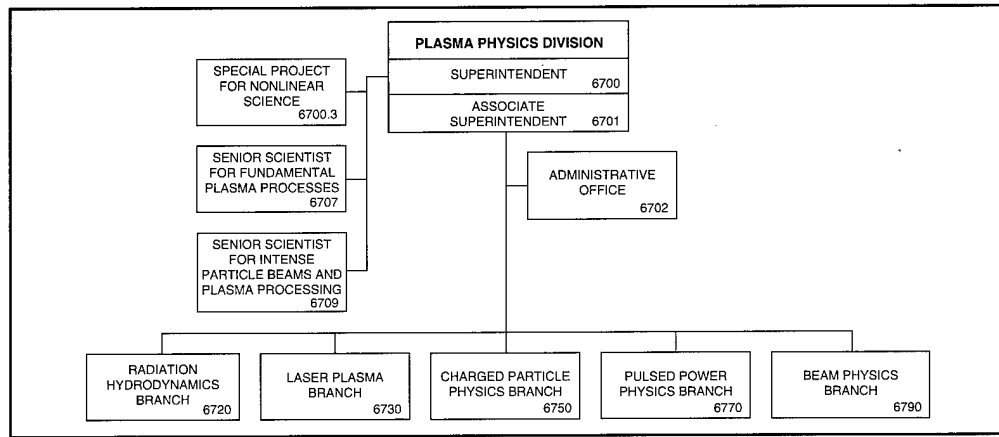 PLASMA PHYSICS DIVISION
SUPERINTENDENT
6700
ASSOCIATE
SUPERINTENDENT
6701
SPECIAL PROJECT
FOR NONLINEAR
SCIENCE
6700.3
SENIOR SCIENTIST
FOR FUNDAMENTAL
PLASMA PROCESSES
6707
SENIOR SCIENTIST
FOR INTENSE
PARTICLE BEAMS AND
PLASMA PROCESSING
6709
ADMINISTRATIVE
OFFICE
6702
RADIATION
HYDRODYNAMICS
BRANCH
6720
LASER PLASMA
BRANCH
6730
CHARGED PARTICLE
PHYSICS BRANCH
6750
PULSED POWER
PHYSICS BRANCH
6770
BEAM PHYSICS
BRANCH
6790